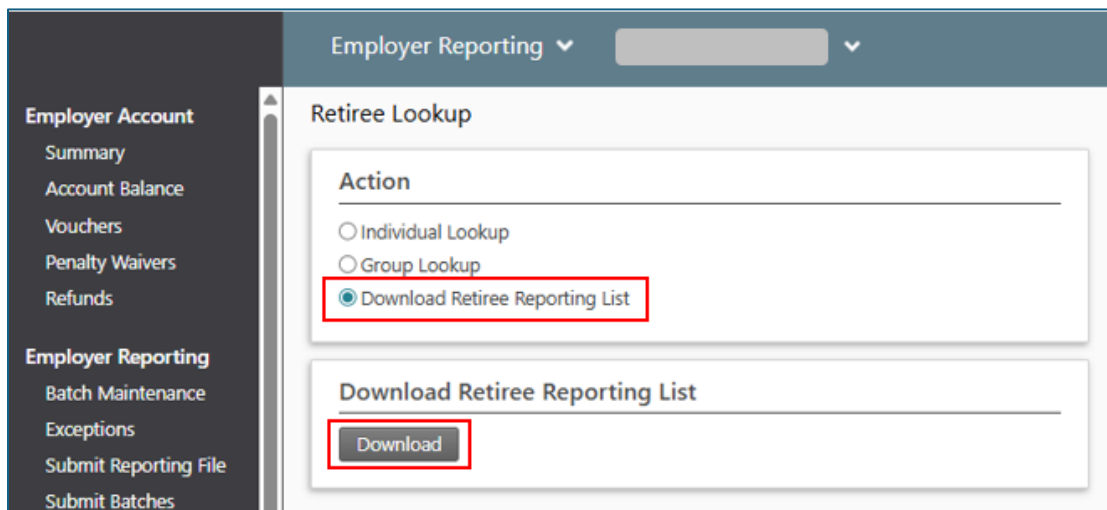 Employer Reporting
Employer Account
Summary
Account Balance
Vouchers
Penalty Waivers
Refunds
Employer Reporting
Batch Maintenance
Exceptions
Submit Reporting File
Submit Batches
Retiree Lookup
Action
Individual Lookup
Group Lookup
Download Retiree Reporting List
Download Retiree Reporting List
Download